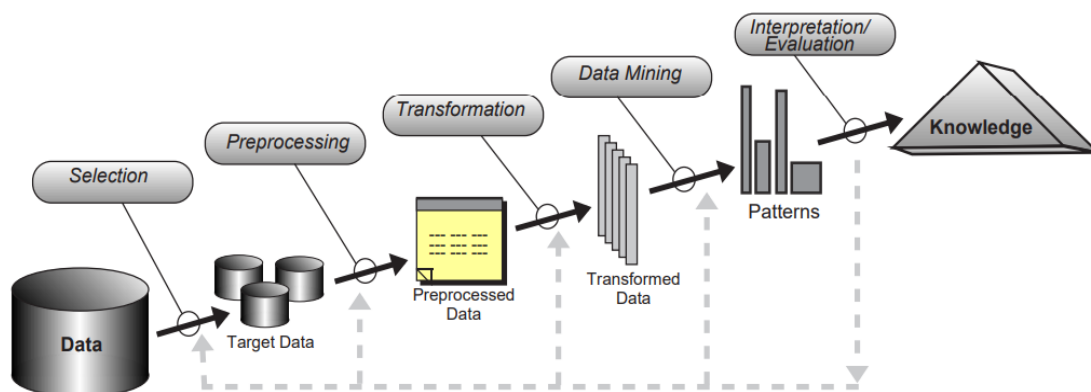 Interpretation/
Evaluation
Data Mining
Transformation
Preprocessing
Selection
Knowledge
Patterns
Transformed
Data
Preprocessed
Data
Target Data
Data